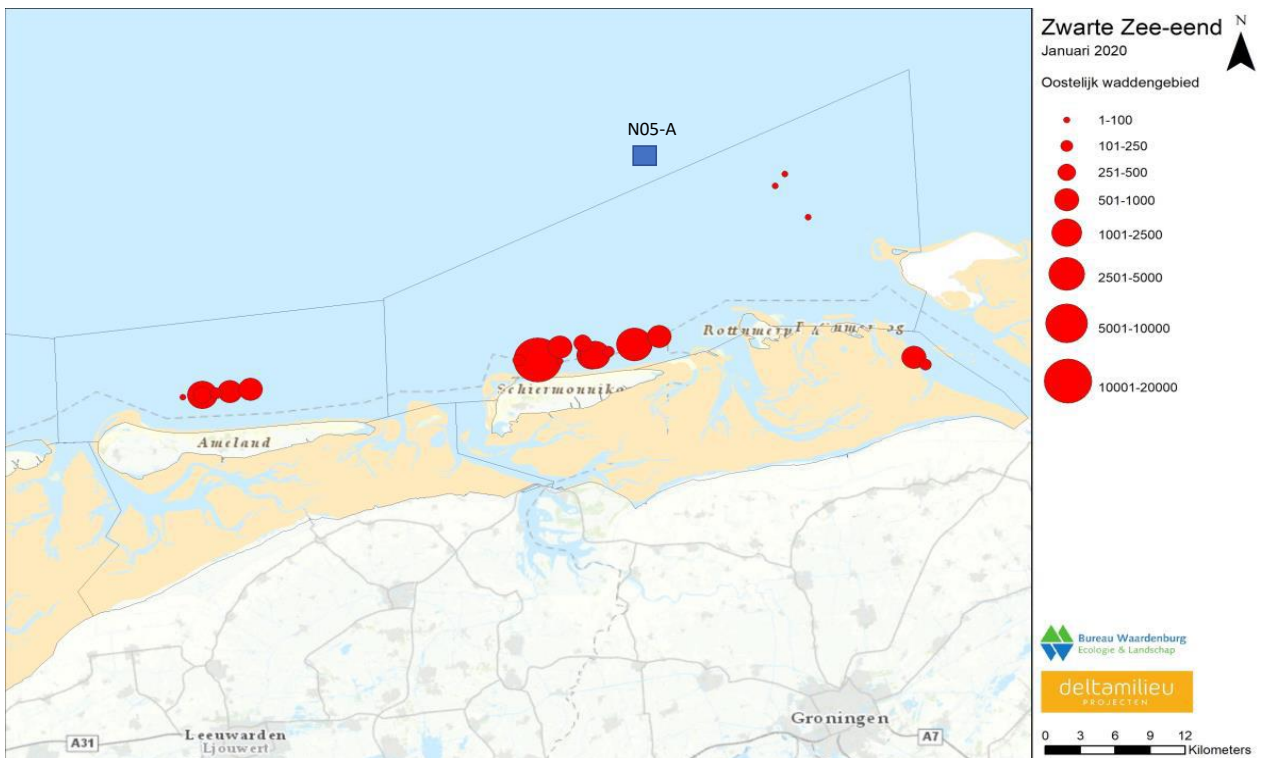 Zwarte Zee-eend
N
Januari 2020
Oostelijk waddengebied
1-100
101-250
251-500
501-1000
1001-2500
2501-5000
5001-10000
10001-20000
N05-A
Schiermonniko
Ameland
Leeuwarden
Ljouwert
Groningen
A31
A7
Bureau Waardenburg
Ecologie & Landschap
deltamilieu
PROJECTEN
0 3 6 9 12
Kilometers